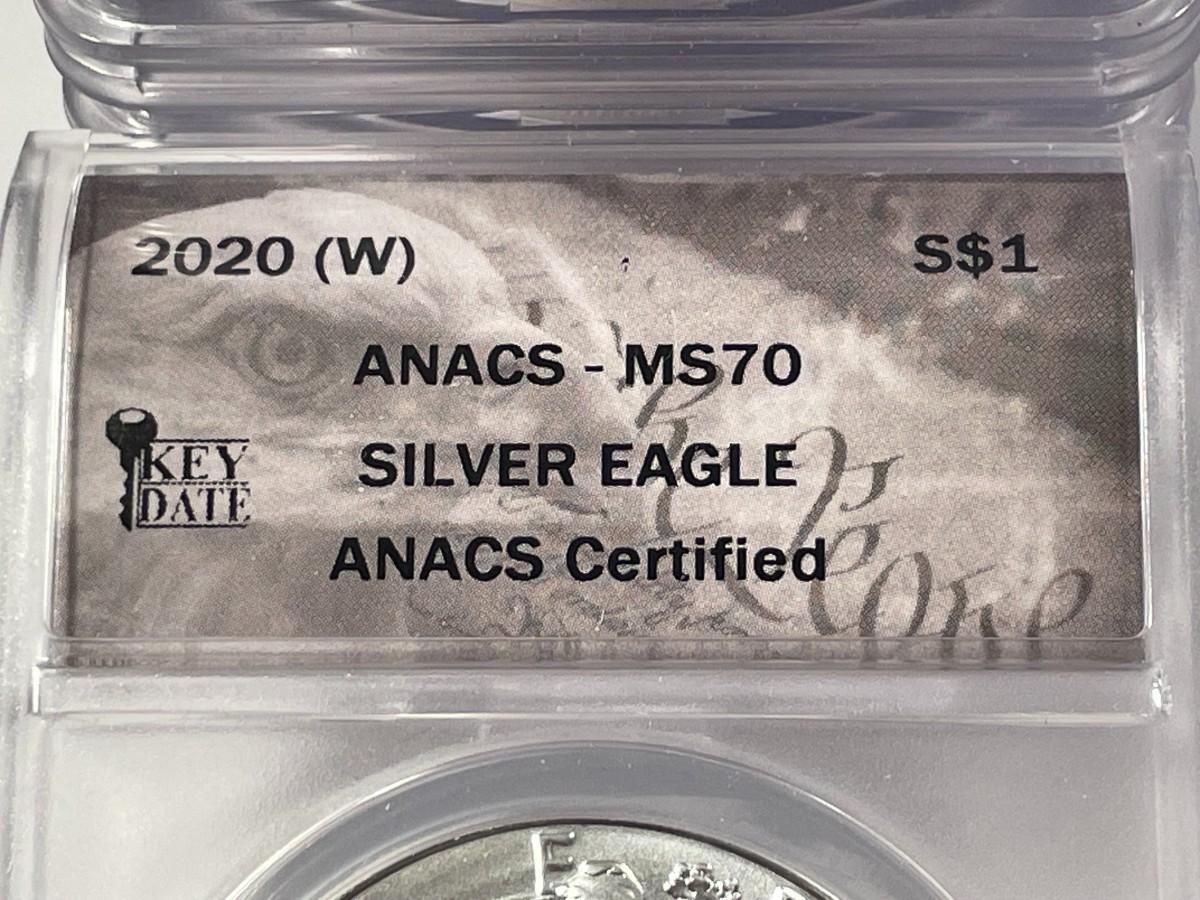 2020 (W) S$1
ANACS - MS70
SILVER EAGLE
KEY
DATE
ANACS Certified